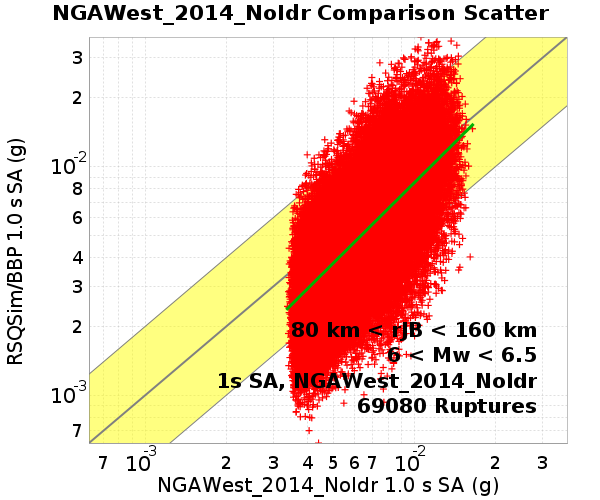 NGAWest_2014_NoIdr Comparison Scatter
RSQSim/BBP 1.0 s SA (g)
3
2
10-2
8
6
4
3
2
10-3
7
80 km < rJB < 160 km
6 < Mw < 6.5
1s SA, NGAWest_2014_NoIdr
69080 Ruptures
7 10-3 2 3 4 5 6 7 10-2 2 3
NGAWest_2014_NoIdr 1.0 s SA (g)